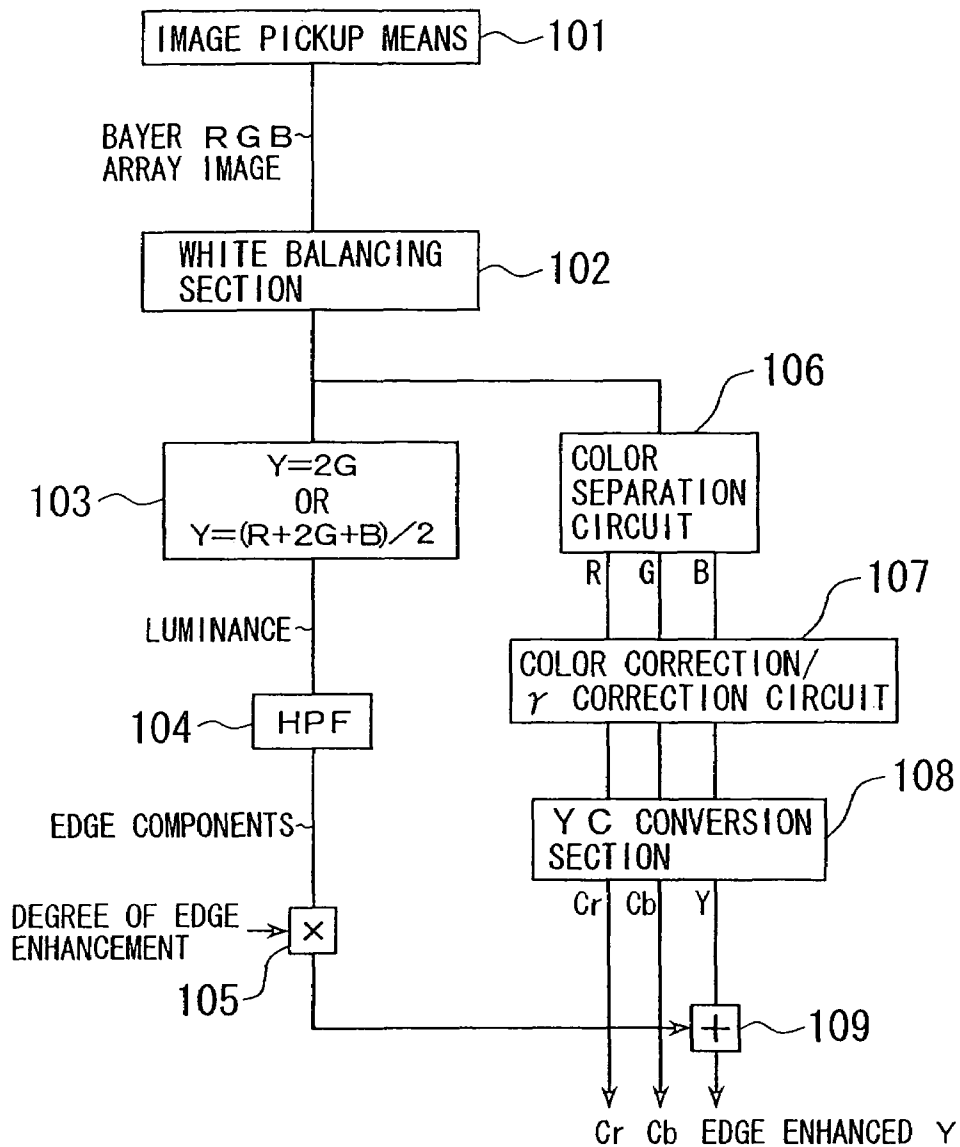 IMAGE PICKUP MEANS
101
BAYER RGB
ARRAY IMAGE
WHITE BALANCING
SECTION
102
106
Y=2G
OR
Y=(R+2G+B)/2
103
COLOR
SEPARATION
CIRCUIT
R G B
107
LUMINANCE
COLOR CORRECTION/
γ CORRECTION CIRCUIT
104
HPF
108
EDGE COMPONENTS
YC CONVERSION
SECTION
Cr Cb Y
DEGREE OF EDGE
ENHANCEMENT
×
105
+
109
Cr Cb EDGE ENHANCED Y